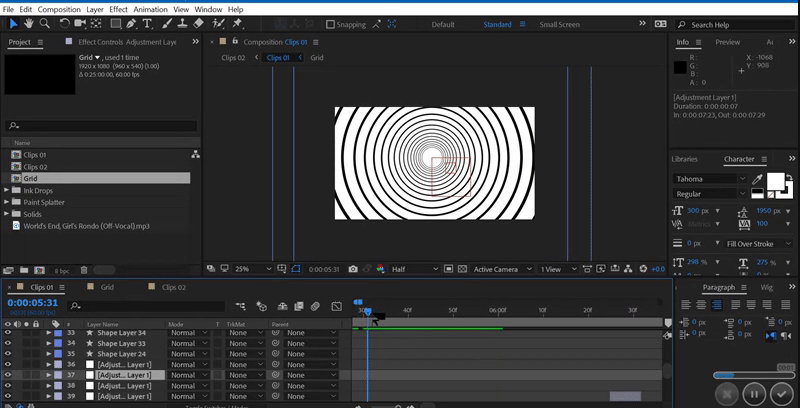 File Edit Composition Layer Effect Animation View Window Help
Snapping Default Standard Small Screen Search Help
Project Effect Controls Adjustment Laye
Composition Clips 01
Info Preview Au
Grid , used 1 time
1920 x 1080 (960 x 540) (1.00)
Δ 0:25:00:00, 60.00 fps
Clips 02 Clips 01 Grid
R :
G :
B :
A : 0
X : -1068
Y : 908
[Adjustment Layer 1]
Duration: 0:00:00:07
In: 0:00:07:23, Out: 0:00:07:29
Name
Clips 01
Clips 02
Grid
Ink Drops
Paint Splatter
Solids
World's End, Girl's Rondo (Off-Vocal).mp3
Libraries Character
Tahoma
Regular
300 px 1950 px
Metrics 100
0 px Fill Over Stroke
298 % 275 %
8 bpc
25% 0:00:05:31 Half Active Camera 1 View +0.0
Clips 01 Grid Clips 02
Paragraph Wig
0:00:05:31
# Layer Name Mode T TrkMat Parent
40f 50f 06:00f 10f 20f 30f
33 Shape Layer 34 Normal None None
34 Shape Layer 33 Normal None None
35 Shape Layer 24 Normal None None
36 [Adjust... Layer 1] Normal None None
37 [Adjust... Layer 1] Normal None None
38 [Adjust... Layer 1] Normal None None
39 [Adjust... Layer 1] Normal None None
0 px 0 px
0 px 0 px
0 px